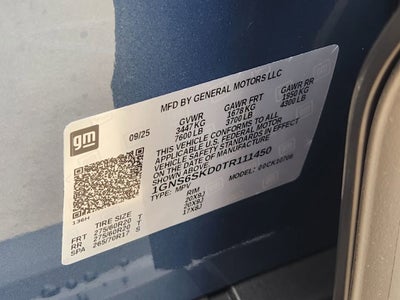 gm
MFD BY GENERAL MOTORS LLC
09/25 GVWR GAWR FRT GAWR RR
3447 KG 1678 KG 1950 KG
7600 LB 3700 LB 4300 LB
THIS VEHICLE CONFORMS TO ALL
APPLICABLE U.S. FEDERAL MOTOR
VEHICLE SAFETY STANDARDS IN EFFECT
ON THE DATE OF MANUFACTURE
1GNS6SKD0TR111450
TYPE: MPV MODEL: 00CK10706
136H
TIRE SIZE RIM
FRT 275/60R20 T 20X9J
RR 275/60R20 T 20X9J
SPA 265/70R17 S 17X8J